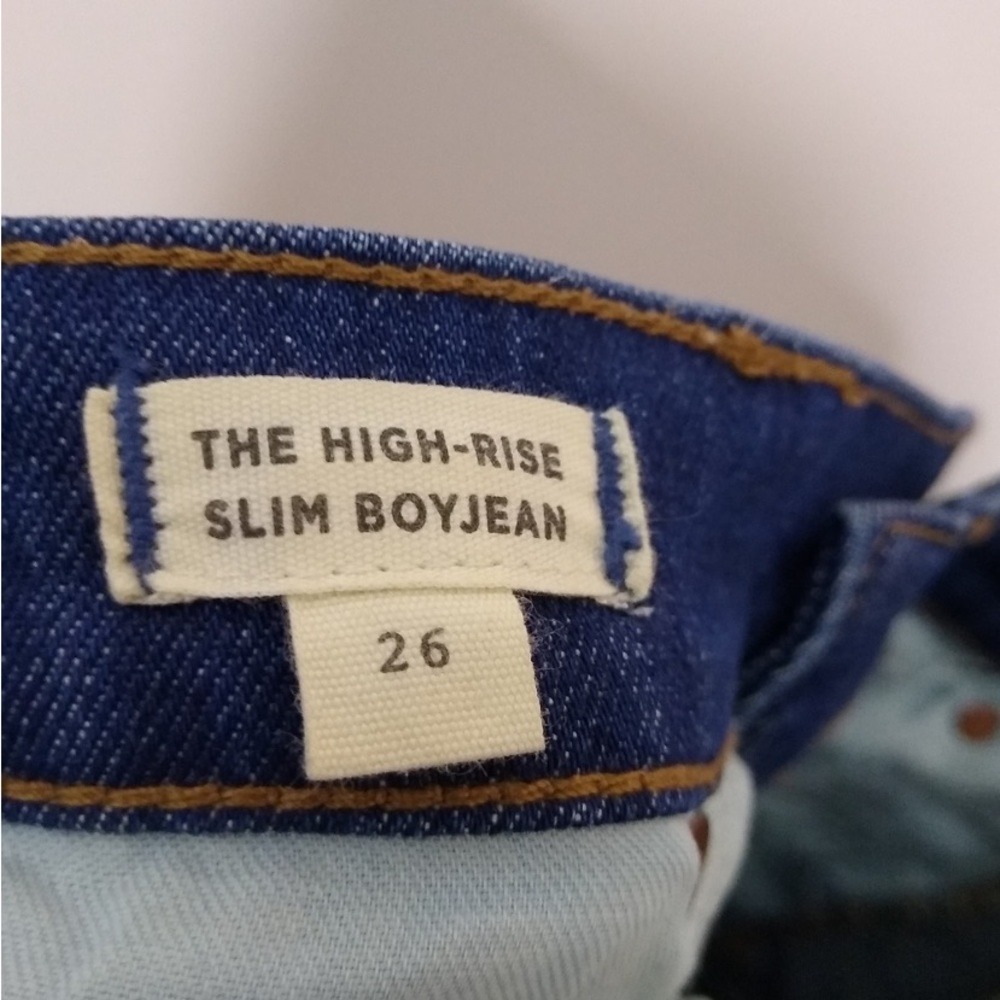 THE HIGH-RISE
SLIM BOYJEAN
26